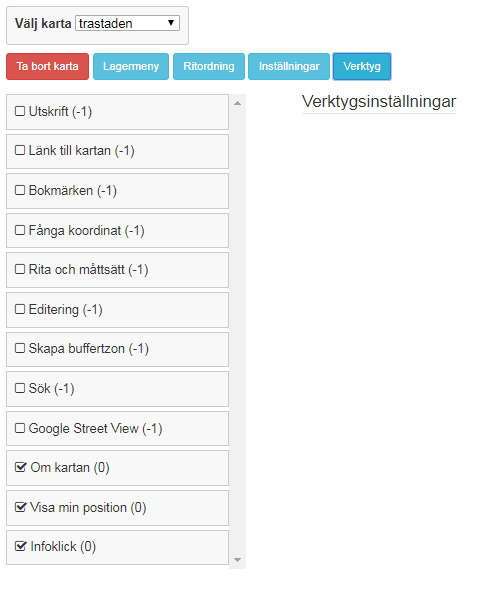 Välj karta trastaden
Ta bort karta Lagermeny Ritordning Inställningar Verktyg
Verktygsinställningar
Utskrift (-1)
Länk till kartan (-1)
Bokmärken (-1)
Fånga koordinat (-1)
Rita och måttsätt (-1)
Editering (-1)
Skapa buffertzon (-1)
Sök (-1)
Google Street View (-1)
Om kartan (0)
Visa min position (0)
Infoklick (0)